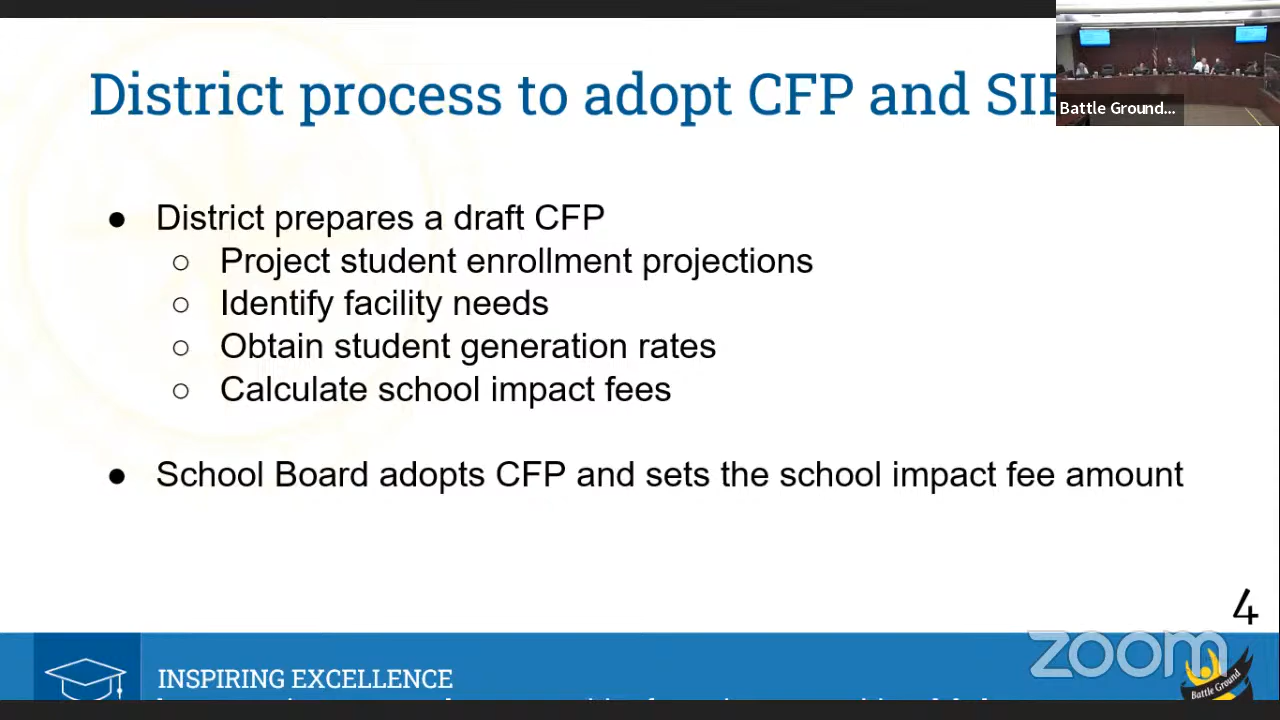 District process to adopt CFP and SIF
Battle Ground...
● District prepares a draft CFP
○ Project student enrollment projections
○ Identify facility needs
○ Obtain student generation rates
○ Calculate school impact fees
● School Board adopts CFP and sets the school impact fee amount
4
zoom
INSPIRING EXCELLENCE
Battle Ground